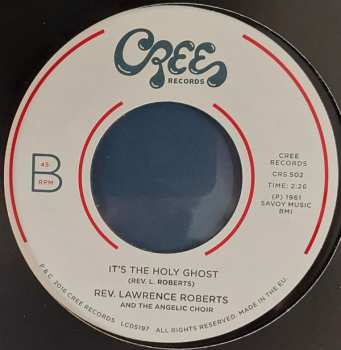 CREE
RECORDS
B
45
RPM
CREE
RECORDS
CRS.502
TIME: 2:26
(P) 1961
SAVOY MUSIC
BMI
IT'S THE HOLY GHOST
(REV. L. ROBERTS)
REV. LAWRENCE ROBERTS
AND THE ANGELIC CHOIR
P & C, 2016 CREE RECORDS LC05197 ALL RIGHTS RESERVED. MADE IN THE EU.